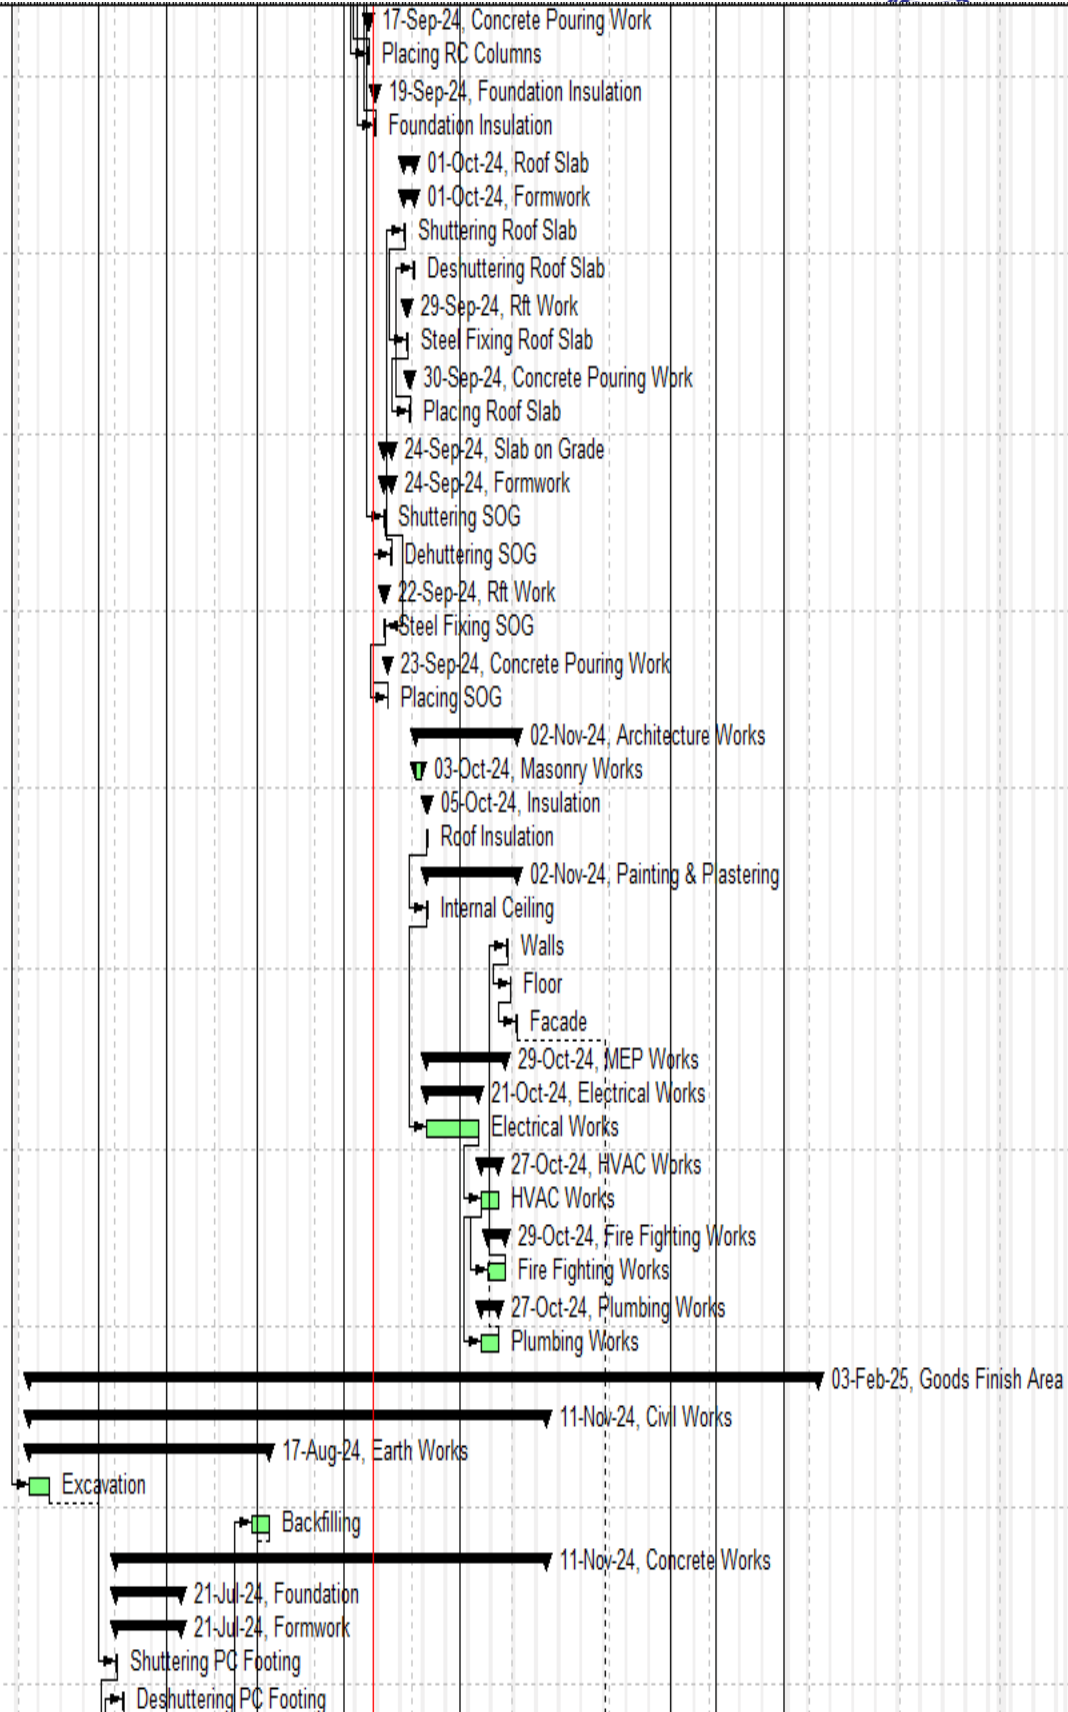 17-Sep-24, Concrete Pouring Work
Placing RC Columns
19-Sep-24, Foundation Insulation
Foundation Insulation
01-Oct-24, Roof Slab
01-Oct-24, Formwork
Shuttering Roof Slab
Deshuttering Roof Slab
29-Sep-24, Rft Work
Steel Fixing Roof Slab
30-Sep-24, Concrete Pouring Work
Placing Roof Slab
24-Sep-24, Slab on Grade
24-Sep-24, Formwork
Shuttering SOG
Dehuttering SOG
22-Sep-24, Rft Work
Steel Fixing SOG
23-Sep-24, Concrete Pouring Work
Placing SOG
02-Nov-24, Architecture Works
03-Oct-24, Masonry Works
05-Oct-24, Insulation
Roof Insulation
02-Nov-24, Painting & Plastering
Internal Ceiling
Walls
Floor
Facade
29-Oct-24, MEP Works
21-Oct-24, Electrical Works
Electrical Works
27-Oct-24, HVAC Works
HVAC Works
29-Oct-24, Fire Fighting Works
Fire Fighting Works
27-Oct-24, Plumbing Works
Plumbing Works
03-Feb-25, Goods Finish Area
11-Nov-24, Civil Works
17-Aug-24, Earth Works
Excavation
Backfilling
11-Nov-24, Concrete Works
21-Jul-24, Foundation
21-Jul-24, Formwork
Shuttering PC Footing
Deshuttering PC Footing